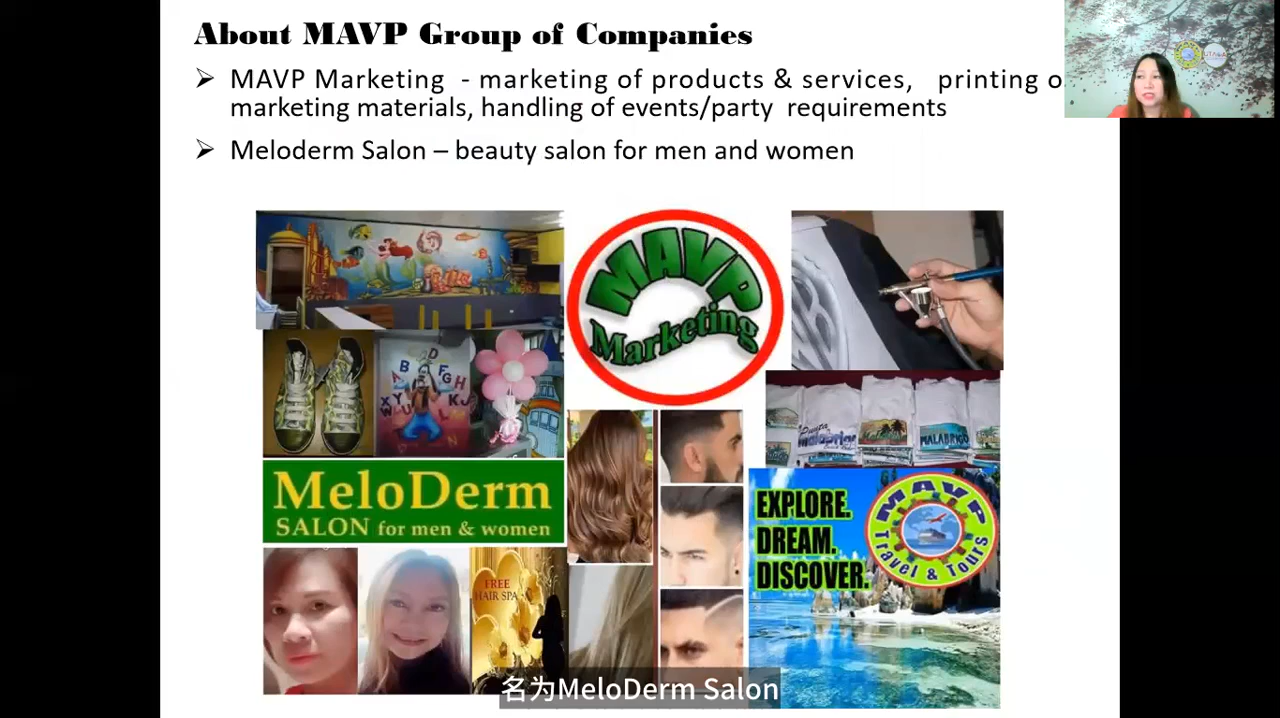 About MAVP Group of Companies
➢ MAVP Marketing - marketing of products & services, printing o
marketing materials, handling of events/party requirements
➢ Meloderm Salon – beauty salon for men and women
MAVP
Marketing
MeloDerm
SALON for men & women
FREE
HAIR SPA
MALABRIGO
EXPLORE.
DREAM.
DISCOVER.
MAVP
Travel & Tours
名为MeloDerm Salon